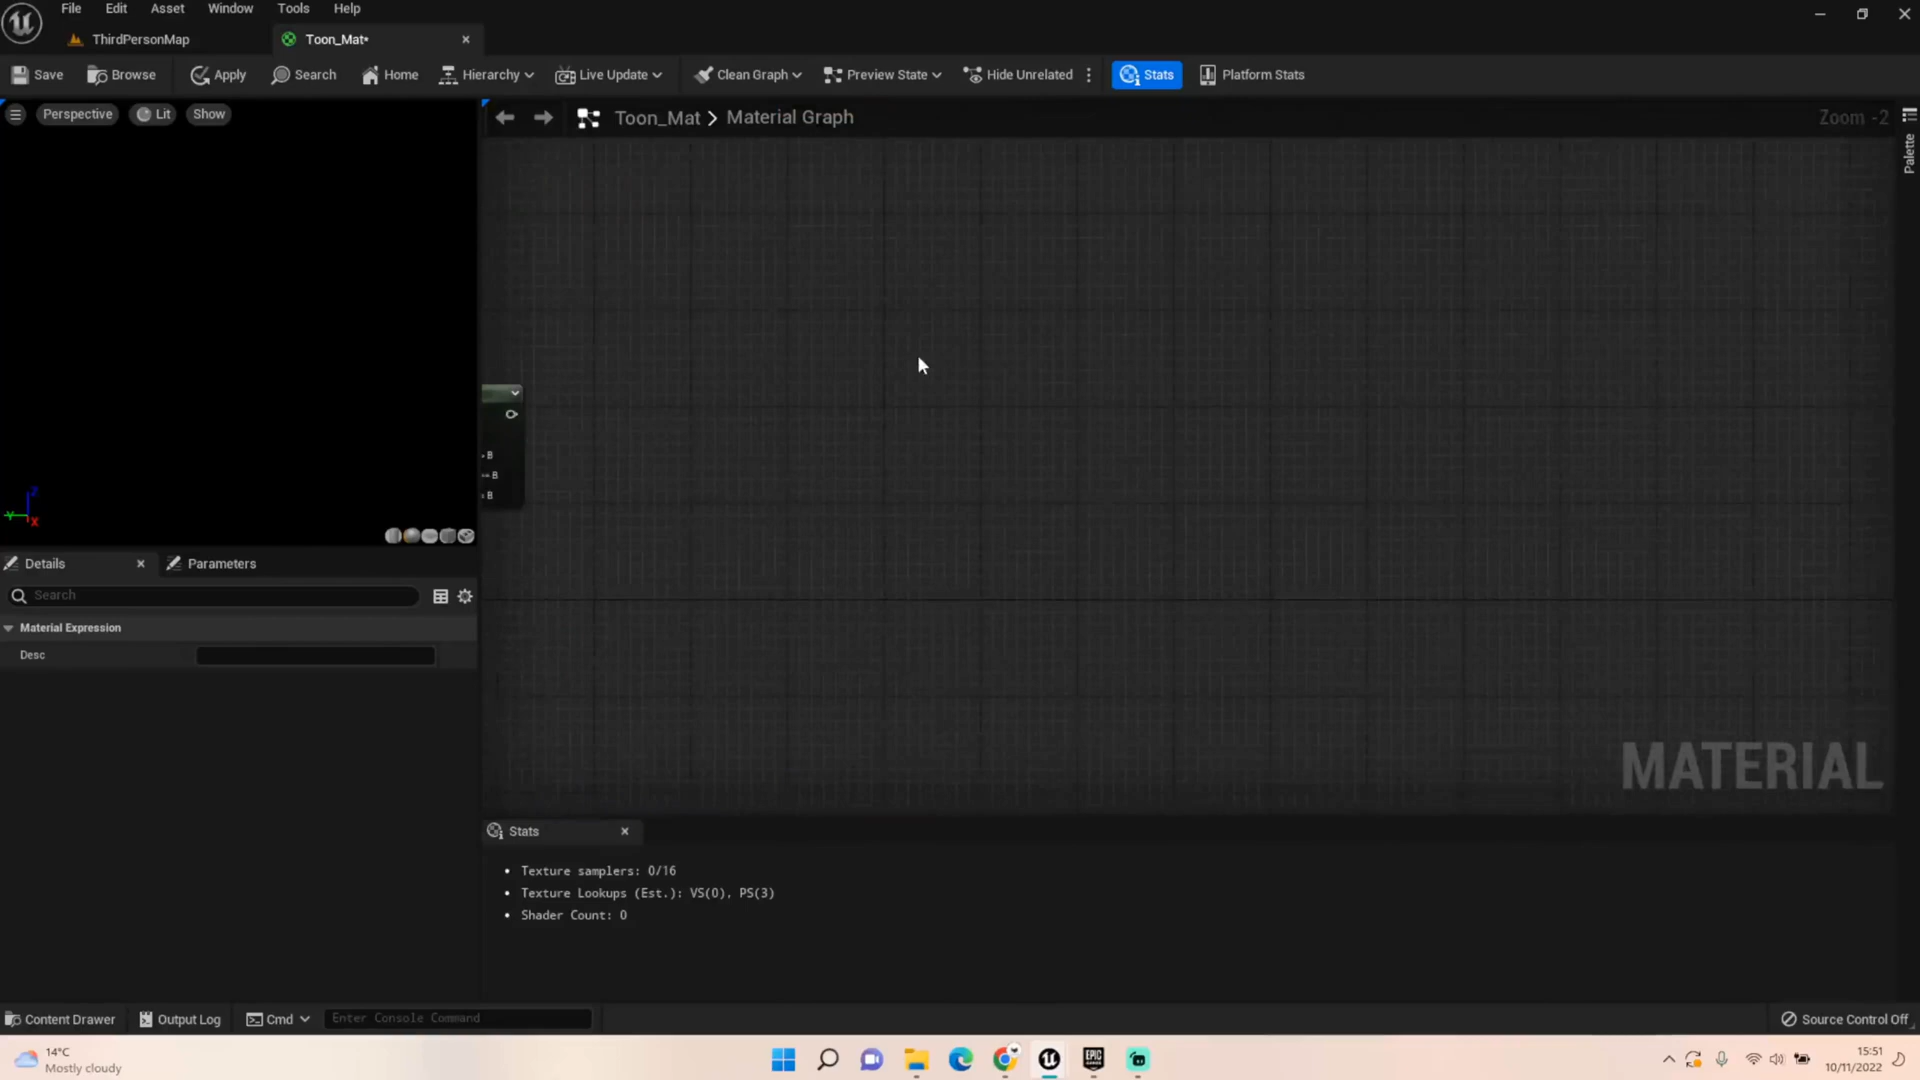 File Edit Asset Window Tools Help
ThirdPersonMap Toon_Mat*
Save Browse Apply Search Home Hierarchy Live Update Clean Graph Preview State Hide Unrelated Stats Platform Stats
Perspective Lit Show
Toon_Mat > Material Graph
Zoom -2
Palette
B
= B
B
Z
Y
X
Details Parameters
Search
Material Expression
Desc
MATERIAL
Stats
• Texture samplers: 0/16
• Texture Lookups (Est.): VS(0), PS(3)
• Shader Count: 0
Content Drawer Output Log Cmd Enter Console Command Source Control Off
14°C
Mostly cloudy
EPIC
15:51
10/11/2022